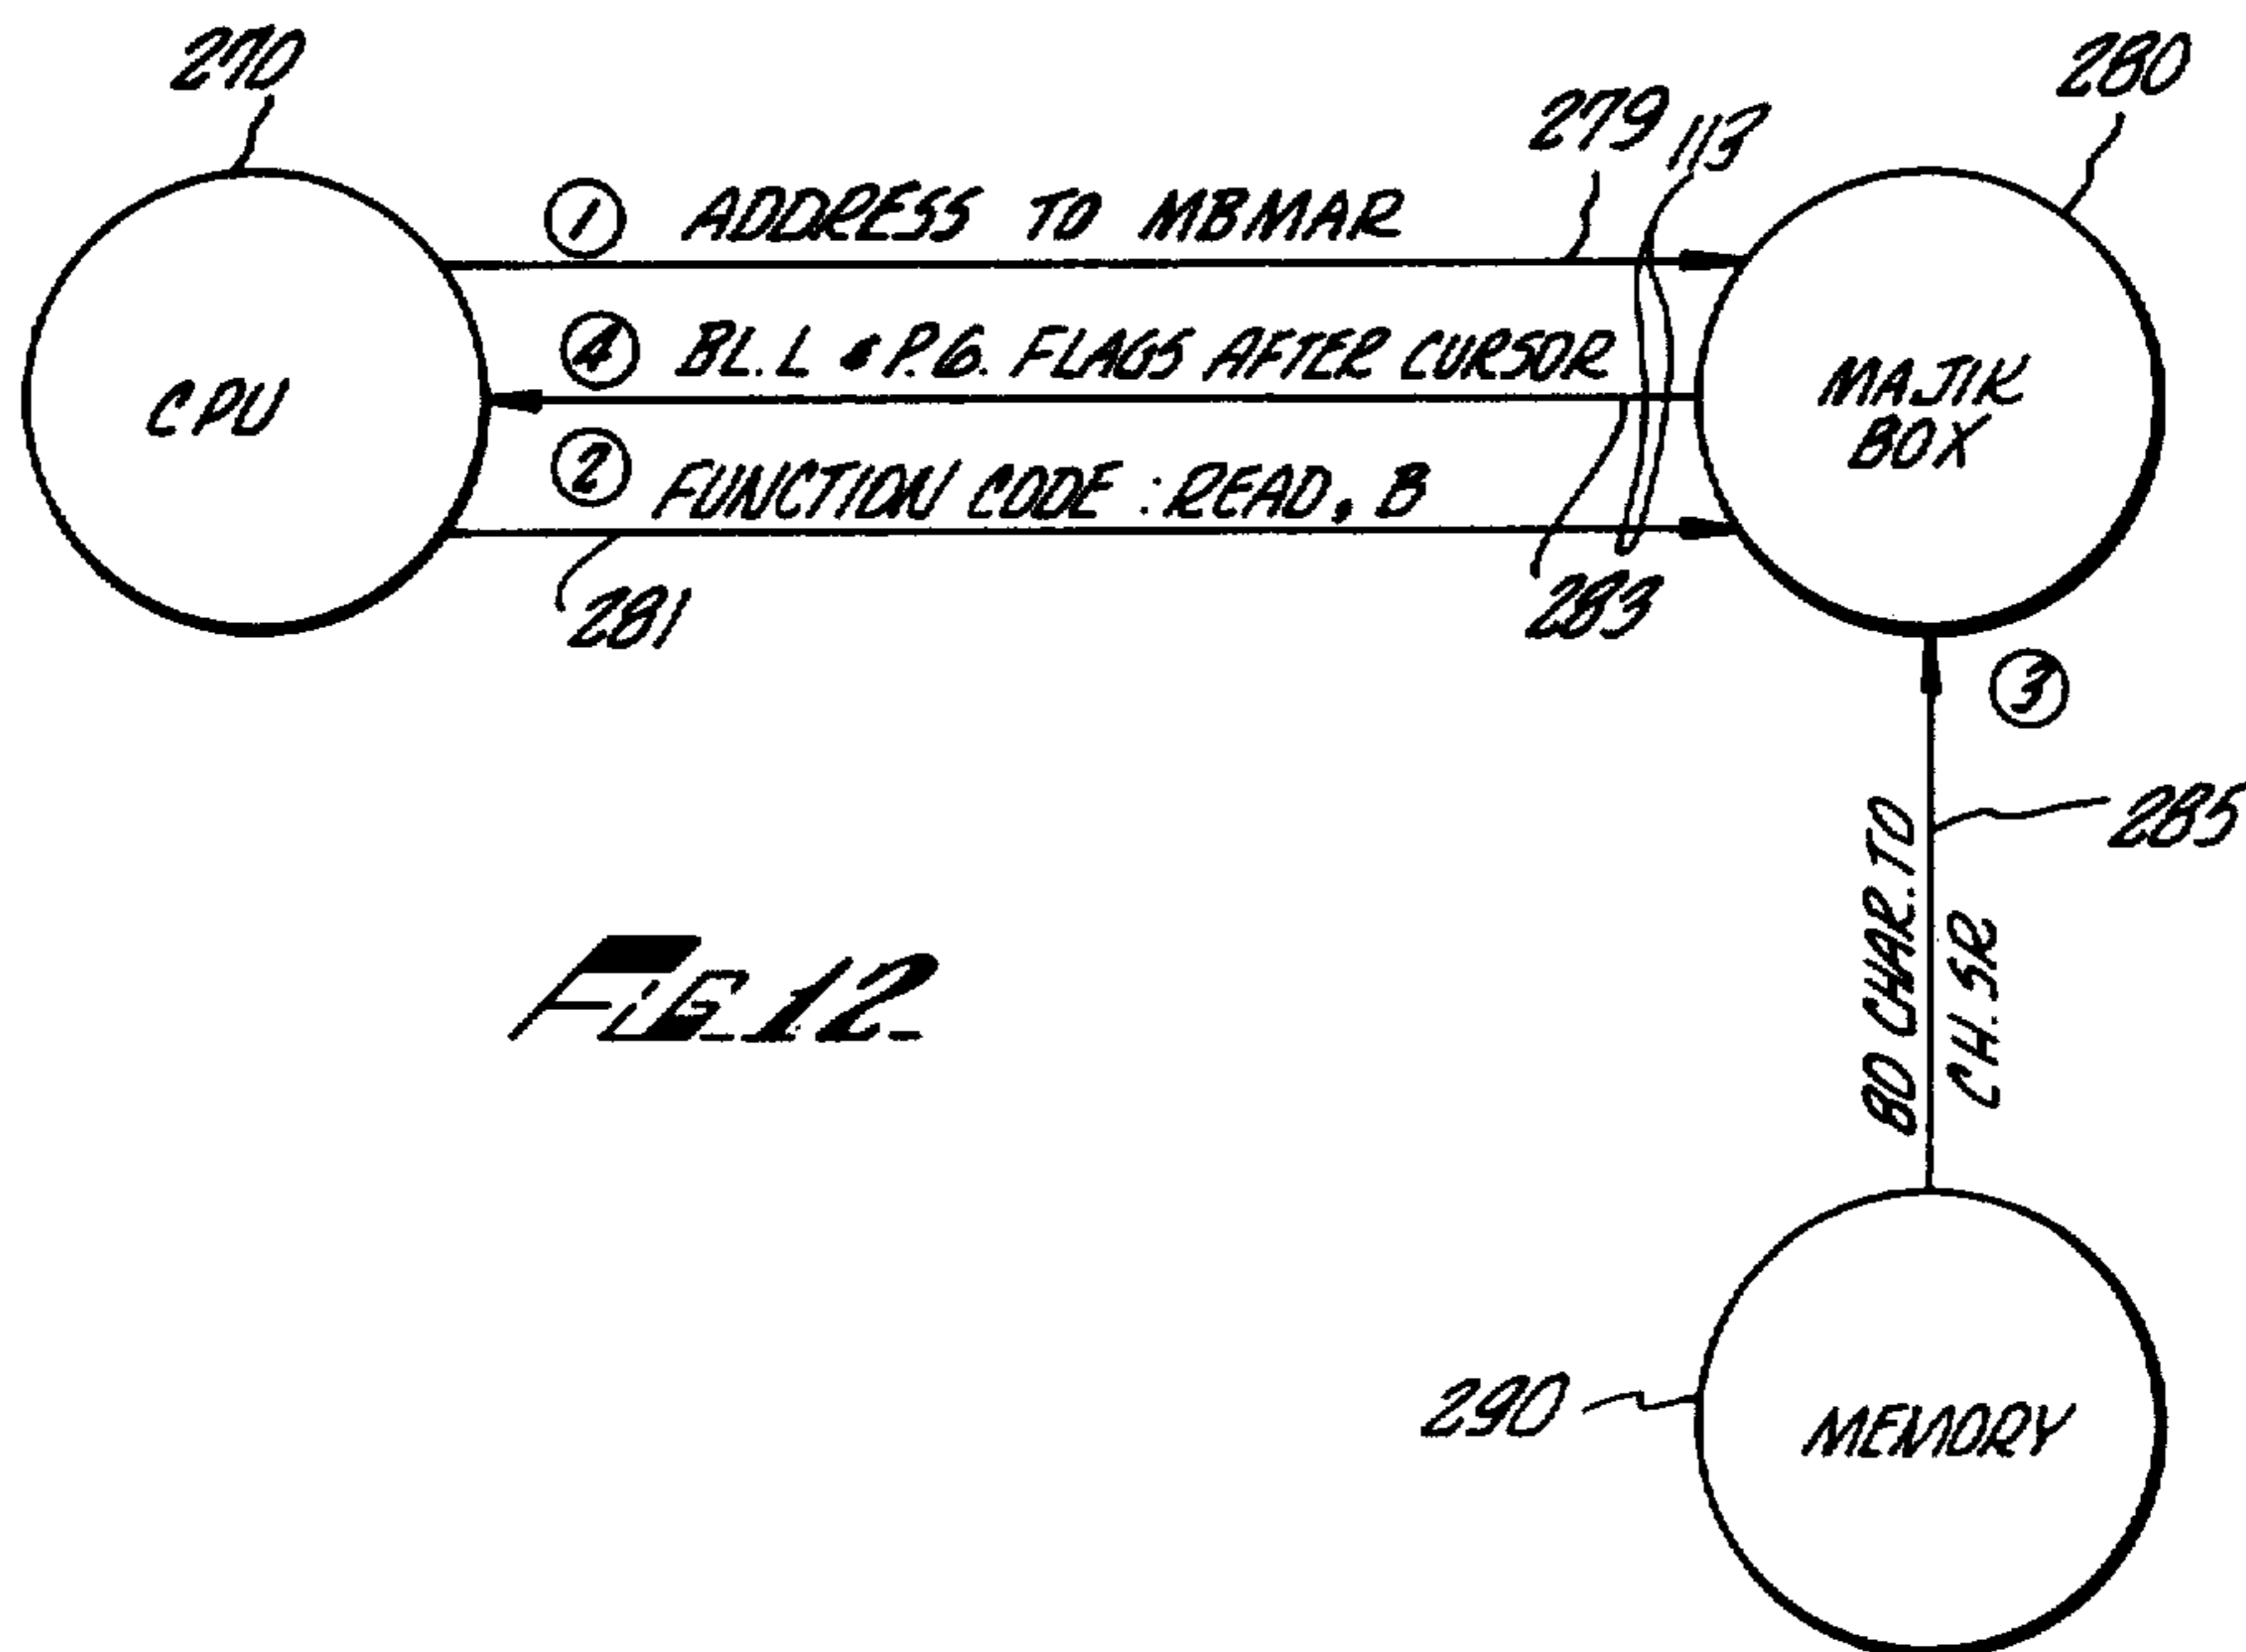 270
280
279 113
① ADDRESS TO MBMAR
④ BL. L & P.G. FLAGS AFTER CURSOR
CPU
MAJIK
BOX
② FUNCTION CODE : READ, B
281
283
③
285
80 CHAR. TO
CH. SR
FIG. 12.
290
MEMORY